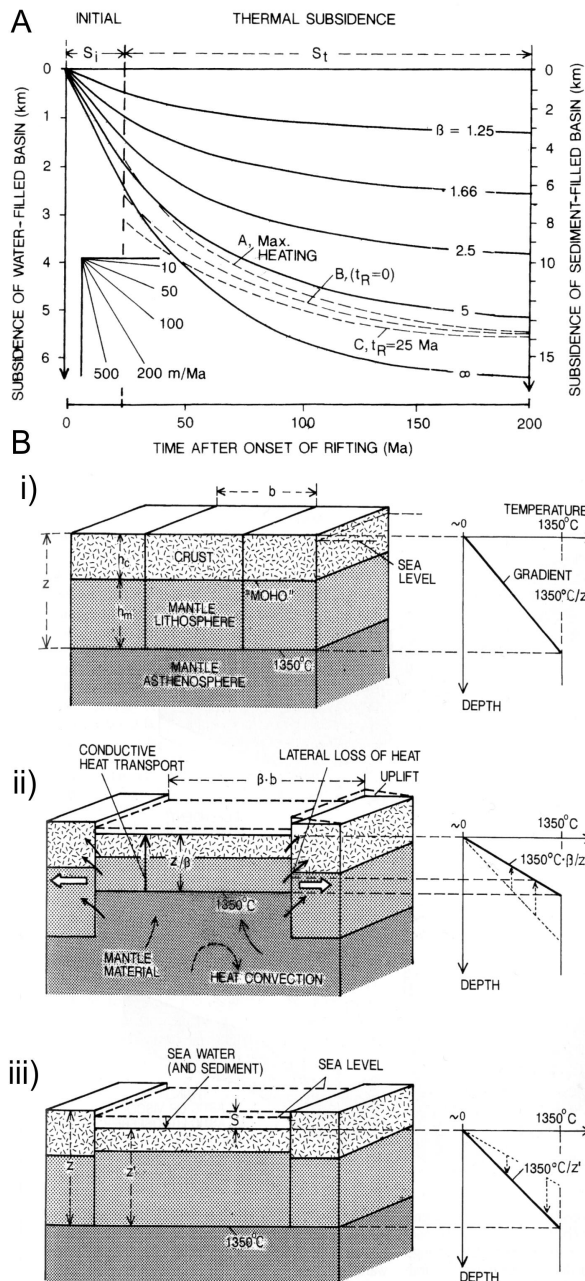 A
INITIAL
THERMAL SUBSIDENCE
Si
St
SUBSIDENCE OF WATER-FILLED BASIN (km)
0
1
2
3
4
5
6
SUBSIDENCE OF SEDIMENT-FILLED BASIN (km)
0
2
4
6
8
10
15
ß = 1.25
1.66
2.5
5
∞
A, Max.
HEATING
B, (tR=0)
C, tR=25 Ma
10
50
100
200 m/Ma
500
0
50
100
150
200
TIME AFTER ONSET OF RIFTING (Ma)
B
i)
b
z
hc
hm
CRUST
"MOHO"
MANTLE
LITHOSPHERE
1350°C
MANTLE
ASTHENOSPHERE
SEA
LEVEL
TEMPERATURE
~0
1350°C
GRADIENT
1350°C/z
DEPTH
ii)
CONDUCTIVE
HEAT TRANSPORT
LATERAL LOSS OF HEAT
β·b
UPLIFT
z/β
1350°C
MANTLE
MATERIAL
HEAT CONVECTION
~0
1350°C
1350°C·β/z
DEPTH
iii)
SEA WATER
(AND SEDIMENT)
SEA LEVEL
S
z
z'
1350°C
~0
1350°C
1350°C/z'
DEPTH